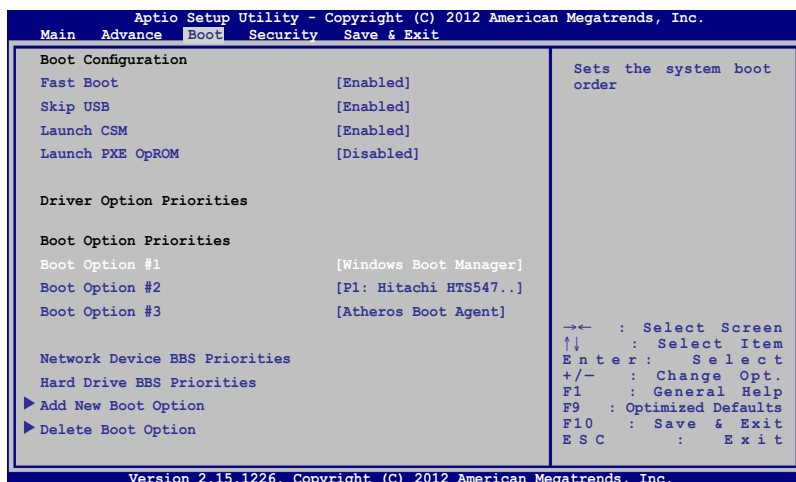 Aptio Setup Utility - Copyright (C) 2012 American Megatrends, Inc.
Main Advance Boot Security Save & Exit
Boot Configuration
Fast Boot [Enabled]
Skip USB [Enabled]
Launch CSM [Enabled]
Launch PXE OpROM [Disabled]
Driver Option Priorities
Boot Option Priorities
Boot Option #1 [Windows Boot Manager]
Boot Option #2 [P1: Hitachi HTS547..]
Boot Option #3 [Atheros Boot Agent]
Network Device BBS Priorities
Hard Drive BBS Priorities
Add New Boot Option
Delete Boot Option
Sets the system boot
order
→← : Select Screen
↑↓ : Select Item
Enter: Select
+/— : Change Opt.
F1 : General Help
F9 : Optimized Defaults
F10 : Save & Exit
ESC : Exit
Version 2.15.1226. Copyright (C) 2012 American Megatrends, Inc.